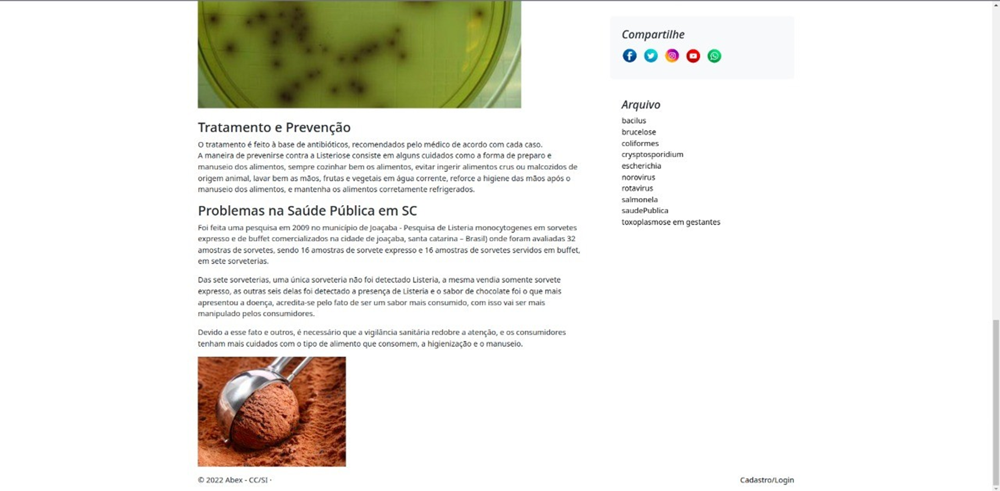 Compartilhe
Arquivo
bacilus
brucelose
coliformes
crysptosporidium
escherichia
norovirus
rotavirus
salmonela
saudePublica
toxoplasmose em gestantes
Tratamento e Prevenção
O tratamento é feito à base de antibióticos, recomendados pelo médico de acordo com cada caso.
A maneira de prevenirse contra a Listeriose consiste em alguns cuidados como a forma de preparo e
manuseio dos alimentos, sempre cozinhar bem os alimentos, evitar ingerir alimentos crus ou malcozidos de
origem animal, lavar bem as mãos, frutas e vegetais em água corrente, reforce a higiene das mãos após o
manuseio dos alimentos, e mantenha os alimentos corretamente refrigerados.
Problemas na Saúde Pública em SC
Foi feita uma pesquisa em 2009 no município de Joaçaba - Pesquisa de Listeria monocytogenes em sorvetes
expresso e de buffet comercializados na cidade de joaçaba, santa catarina – Brasil) onde foram avaliadas 32
amostras de sorvetes, sendo 16 amostras de sorvete expresso e 16 amostras de sorvetes servidos em buffet,
em sete sorveterias.
Das sete sorveterias, uma única sorveteria não foi detectado Listeria, a mesma vendia somente sorvete
expresso, as outras seis delas foi detectado a presença de Listeria e o sabor de chocolate foi o que mais
apresentou a doença, acredita-se pelo fato de ser um sabor mais consumido, com isso vai ser mais
manipulado pelos consumidores.
Devido a esse fato e outros, é necessário que a vigilância sanitária redobre a atenção, e os consumidores
tenham mais cuidados com o tipo de alimento que consomem, a higienização e o manuseio.
© 2022 Abex - CC/SI ·
Cadastro/Login